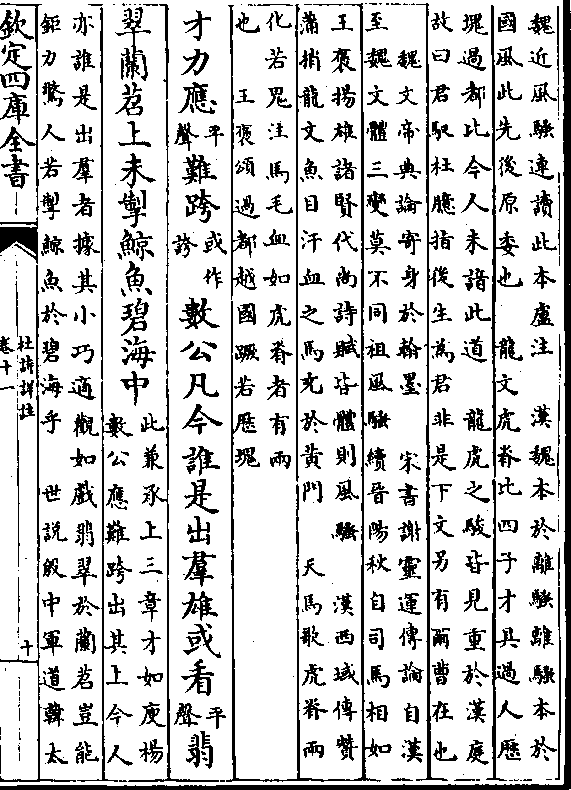 魏近風騷連讀此本盧注　漢魏本於離騷離騷本於
國風此先後原委也　龍文虎脊比四子才具過人歷
塊過都比今人未諳此道　龍虎之駿皆見重於漢庭
故曰君馭杜臆指後生為君非是下文另有爾曹在也
魏文帝典論寄身於翰墨　宋書謝靈運傳論自漢
至魏文體三變莫不同祖風騷續晉陽秋自司馬相如
王褒揚雄諸賢代尚詩賦皆體則風騷　漢西域傳贊
蒲捎龍文魚目汗血之馬充於黃門　天馬歌虎脊兩
化若鬼注馬毛血如虎脊者有兩
也　王褒頌過都越國蹶若歷塊
才力應平聲難跨或作誇數公凡今誰是出羣雄或看平聲翡
翠蘭苕上未掣鯨魚碧海中此兼承上三章才如庾楊
數公應難跨出其上今人
亦誰是出羣者據其小巧適觀如戲翡翠於蘭苕豈能
鉅力驚人若掣鯨魚於碧海乎　世說殷中軍道韓太
欽定四庫全書
杜詩詳註
卷十一
十